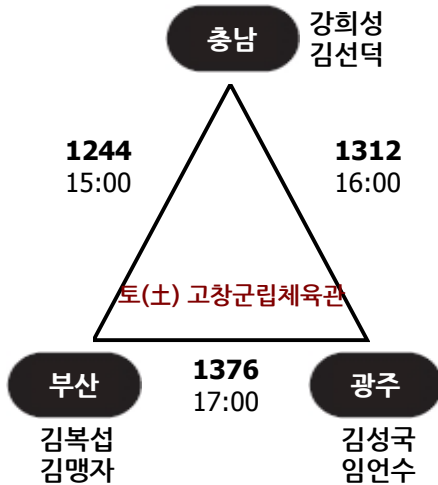 충남
강희성
김선덕
1244
15:00
1312
16:00
토(土) 고창군립체육관
부산
1376
17:00
광주
김복섭
김맹자
김성국
임언수